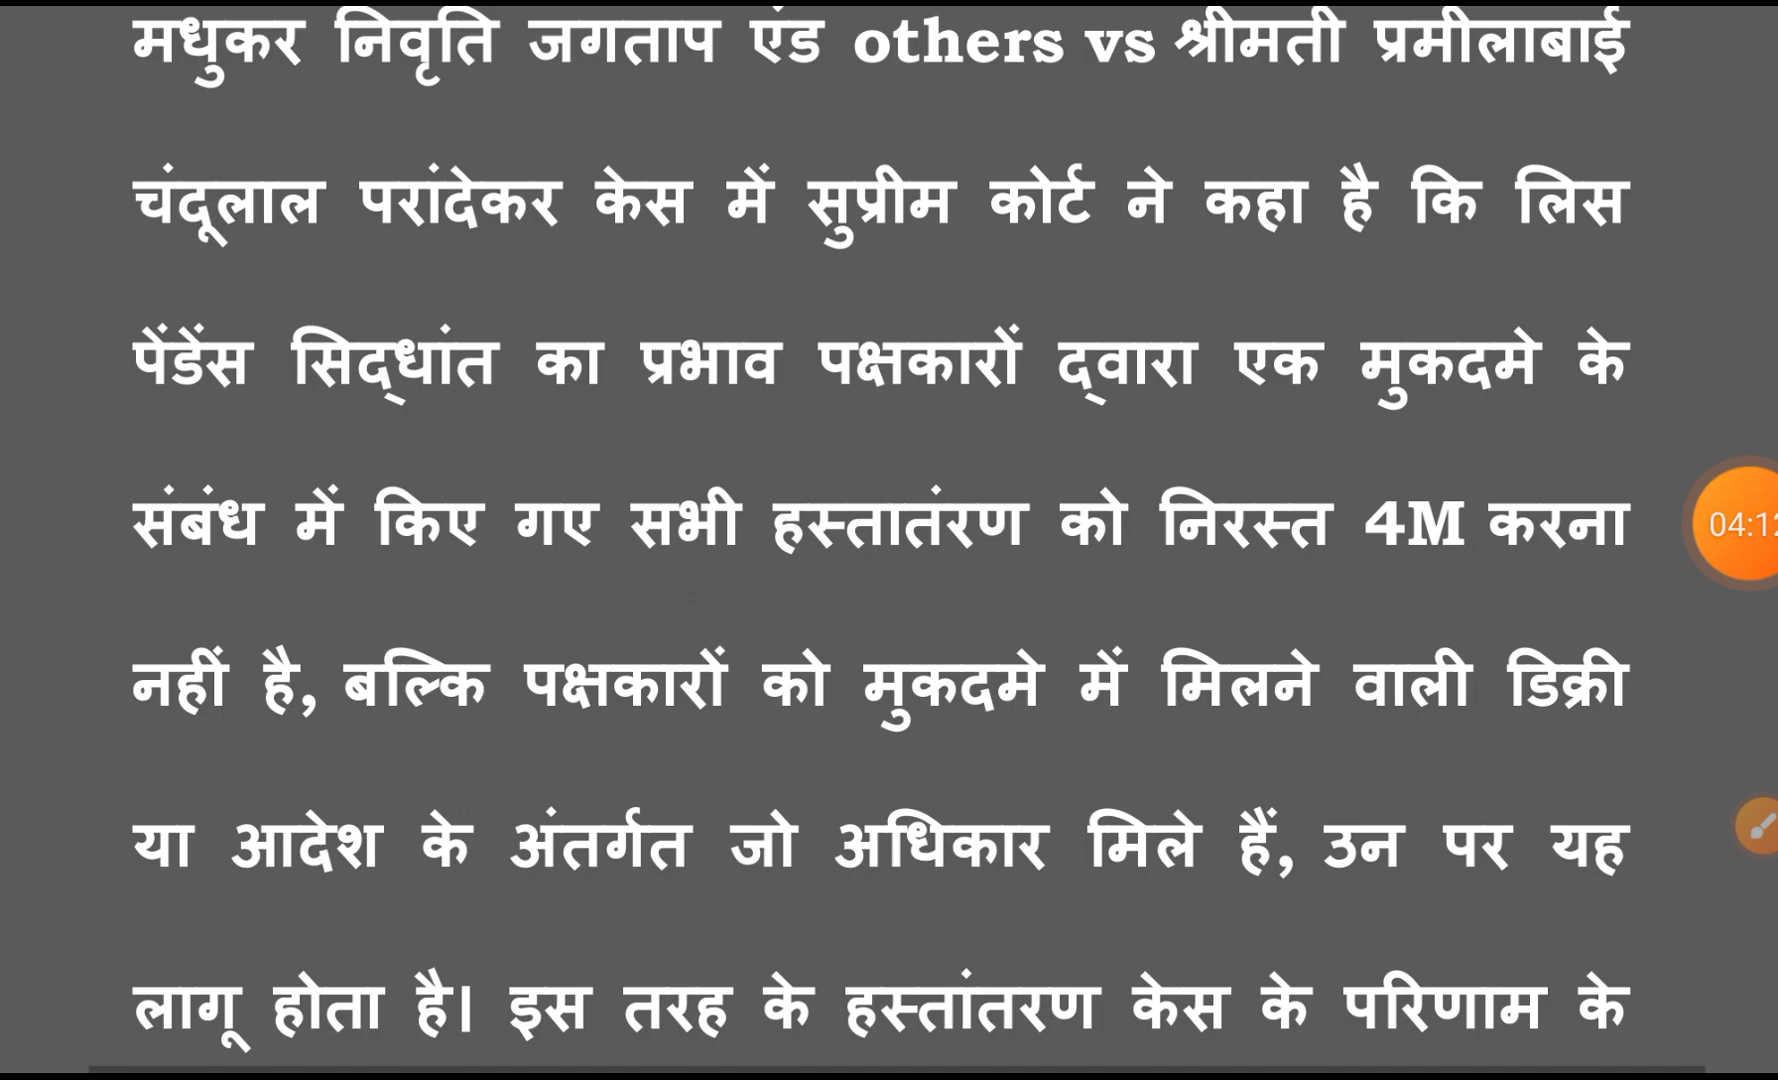 मधुकर निवृति जगताप एंड others vs श्रीमती प्रमीलाबाई
चंदूलाल परांदेकर केस में सुप्रीम कोर्ट ने कहा है कि लिस
पेंडेंस सिद्धांत का प्रभाव पक्षकारों द्वारा एक मुकदमे के
संबंध में किए गए सभी हस्तातंरण को निरस्त 4M करना
नहीं है, बल्कि पक्षकारों को मुकदमे में मिलने वाली डिक्री
या आदेश के अंतर्गत जो अधिकार मिले हैं, उन पर यह
लागू होता है। इस तरह के हस्तांतरण केस के परिणाम के
04:12